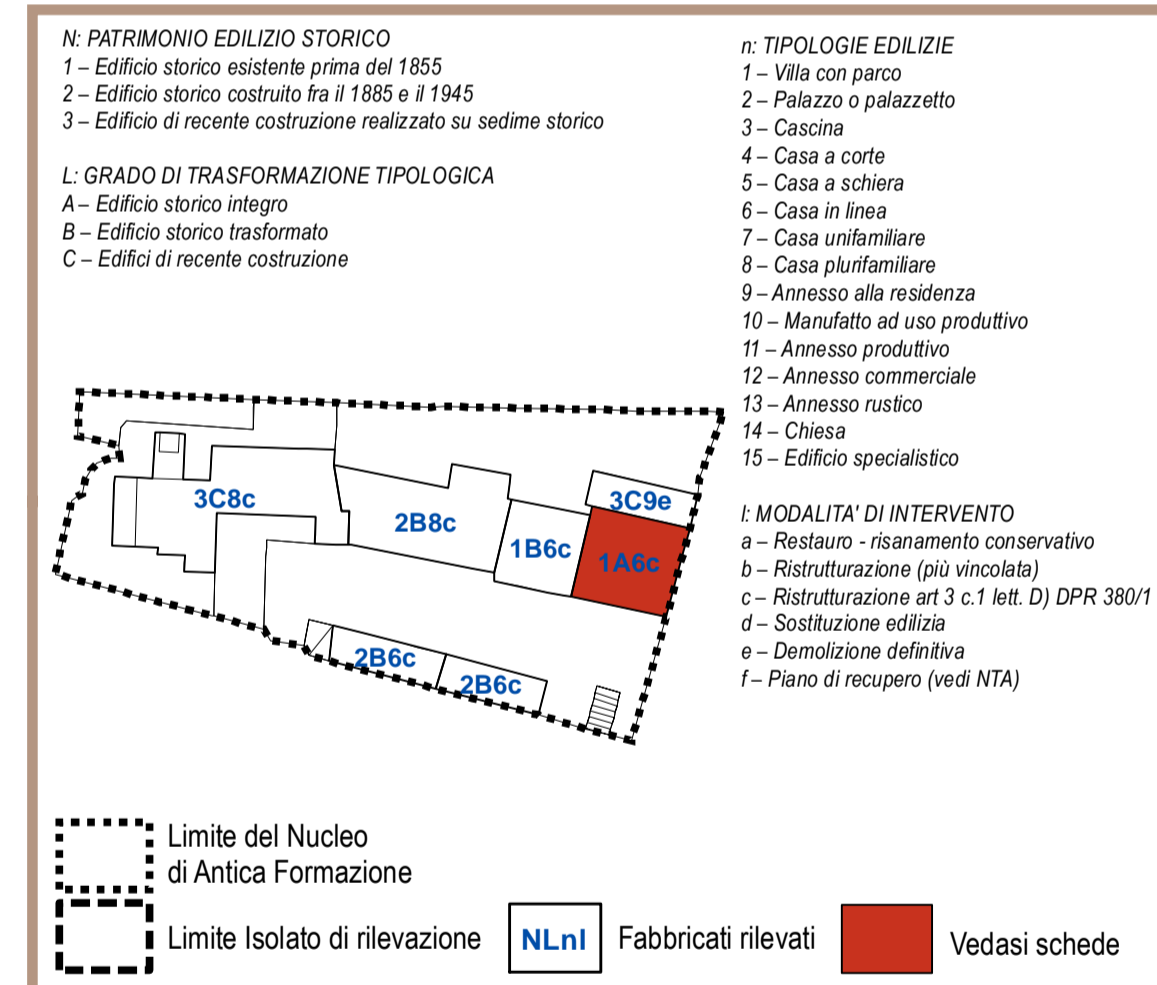 N: PATRIMONIO EDILIZIO STORICO
1 – Edificio storico esistente prima del 1855
2 – Edificio storico costruito fra il 1885 e il 1945
3 – Edificio di recente costruzione realizzato su sedime storico
L: GRADO DI TRASFORMAZIONE TIPOLOGICA
A – Edificio storico integro
B – Edificio storico trasformato
C – Edifici di recente costruzione
n: TIPOLOGIE EDILIZIE
1 – Villa con parco
2 – Palazzo o palazzetto
3 – Cascina
4 – Casa a corte
5 – Casa a schiera
6 – Casa in linea
7 – Casa unifamiliare
8 – Casa plurifamiliare
9 – Annesso alla residenza
10 – Manufatto ad uso produttivo
11 – Annesso produttivo
12 – Annesso commerciale
13 – Annesso rustico
14 – Chiesa
15 – Edificio specialistico
I: MODALITA' DI INTERVENTO
a – Restauro - risanamento conservativo
b – Ristrutturazione (più vincolata)
c – Ristrutturazione art 3 c.1 lett. D) DPR 380/1
d – Sostituzione edilizia
e – Demolizione definitiva
f – Piano di recupero (vedi NTA)
3C8c
2B8c
1B6c
3C9e
1A6c
2B6c
2B6c
Limite del Nucleo
di Antica Formazione
Limite Isolato di rilevazione
NLnI
Fabbricati rilevati
Vedasi schede